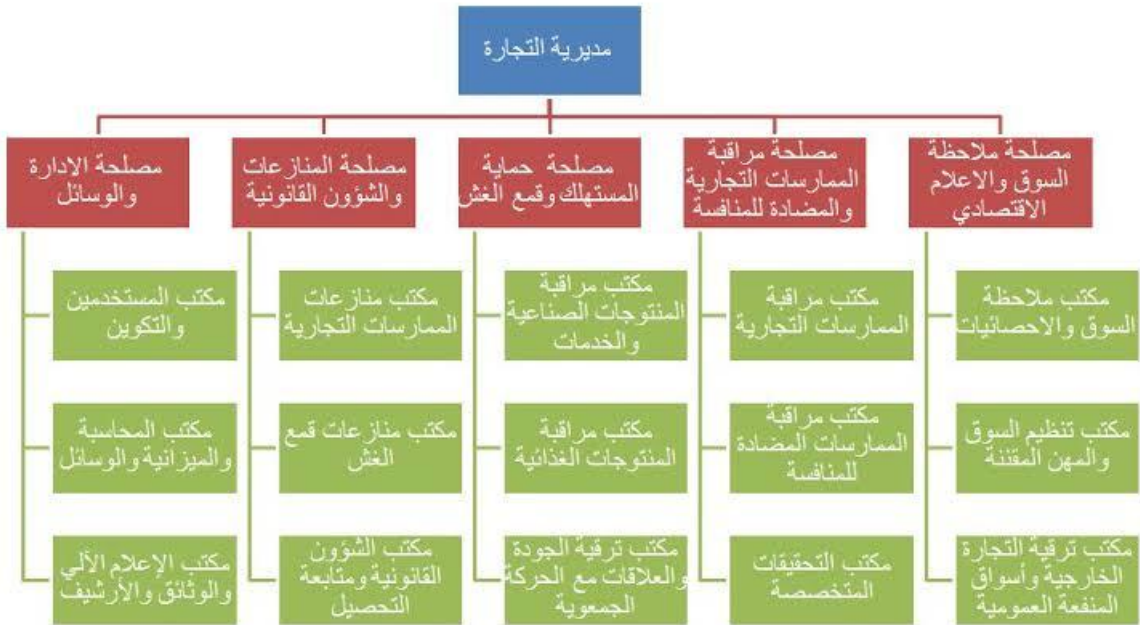 مديرية التجارة
مصلحة ملاحظة
السوق والاعلام
الاقتصادي
مصلحة مراقبة
الممارسات التجارية
والمضادة للمنافسة
مصلحة حماية
المستهلك وقمع الغش
مصلحة المنازعات
والشؤون القانونية
مصلحة الادارة
والوسائل
مكتب ملاحظة
السوق والاحصائيات
مكتب تنظيم السوق
والمهن المقننة
مكتب ترقية التجارة
الخارجية وأسواق
المنفعة العمومية
مكتب مراقبة
الممارسات التجارية
مكتب مراقبة
الممارسات المضادة
للمنافسة
مكتب التحقيقات
المتخصصة
مكتب مراقبة
المنتوجات الصناعية
والخدمات
مكتب مراقبة
المنتوجات الغذائية
مكتب ترقية الجودة
والعلاقات مع الحركة
الجمعوية
مكتب منازعات
الممارسات التجارية
مكتب منازعات قمع
الغش
مكتب الشؤون
القانونية ومتابعة
التحصيل
مكتب المستخدمين
والتكوين
مكتب المحاسبة
والميزانية والوسائل
مكتب الإعلام الألي
والوثائق والأرشيف